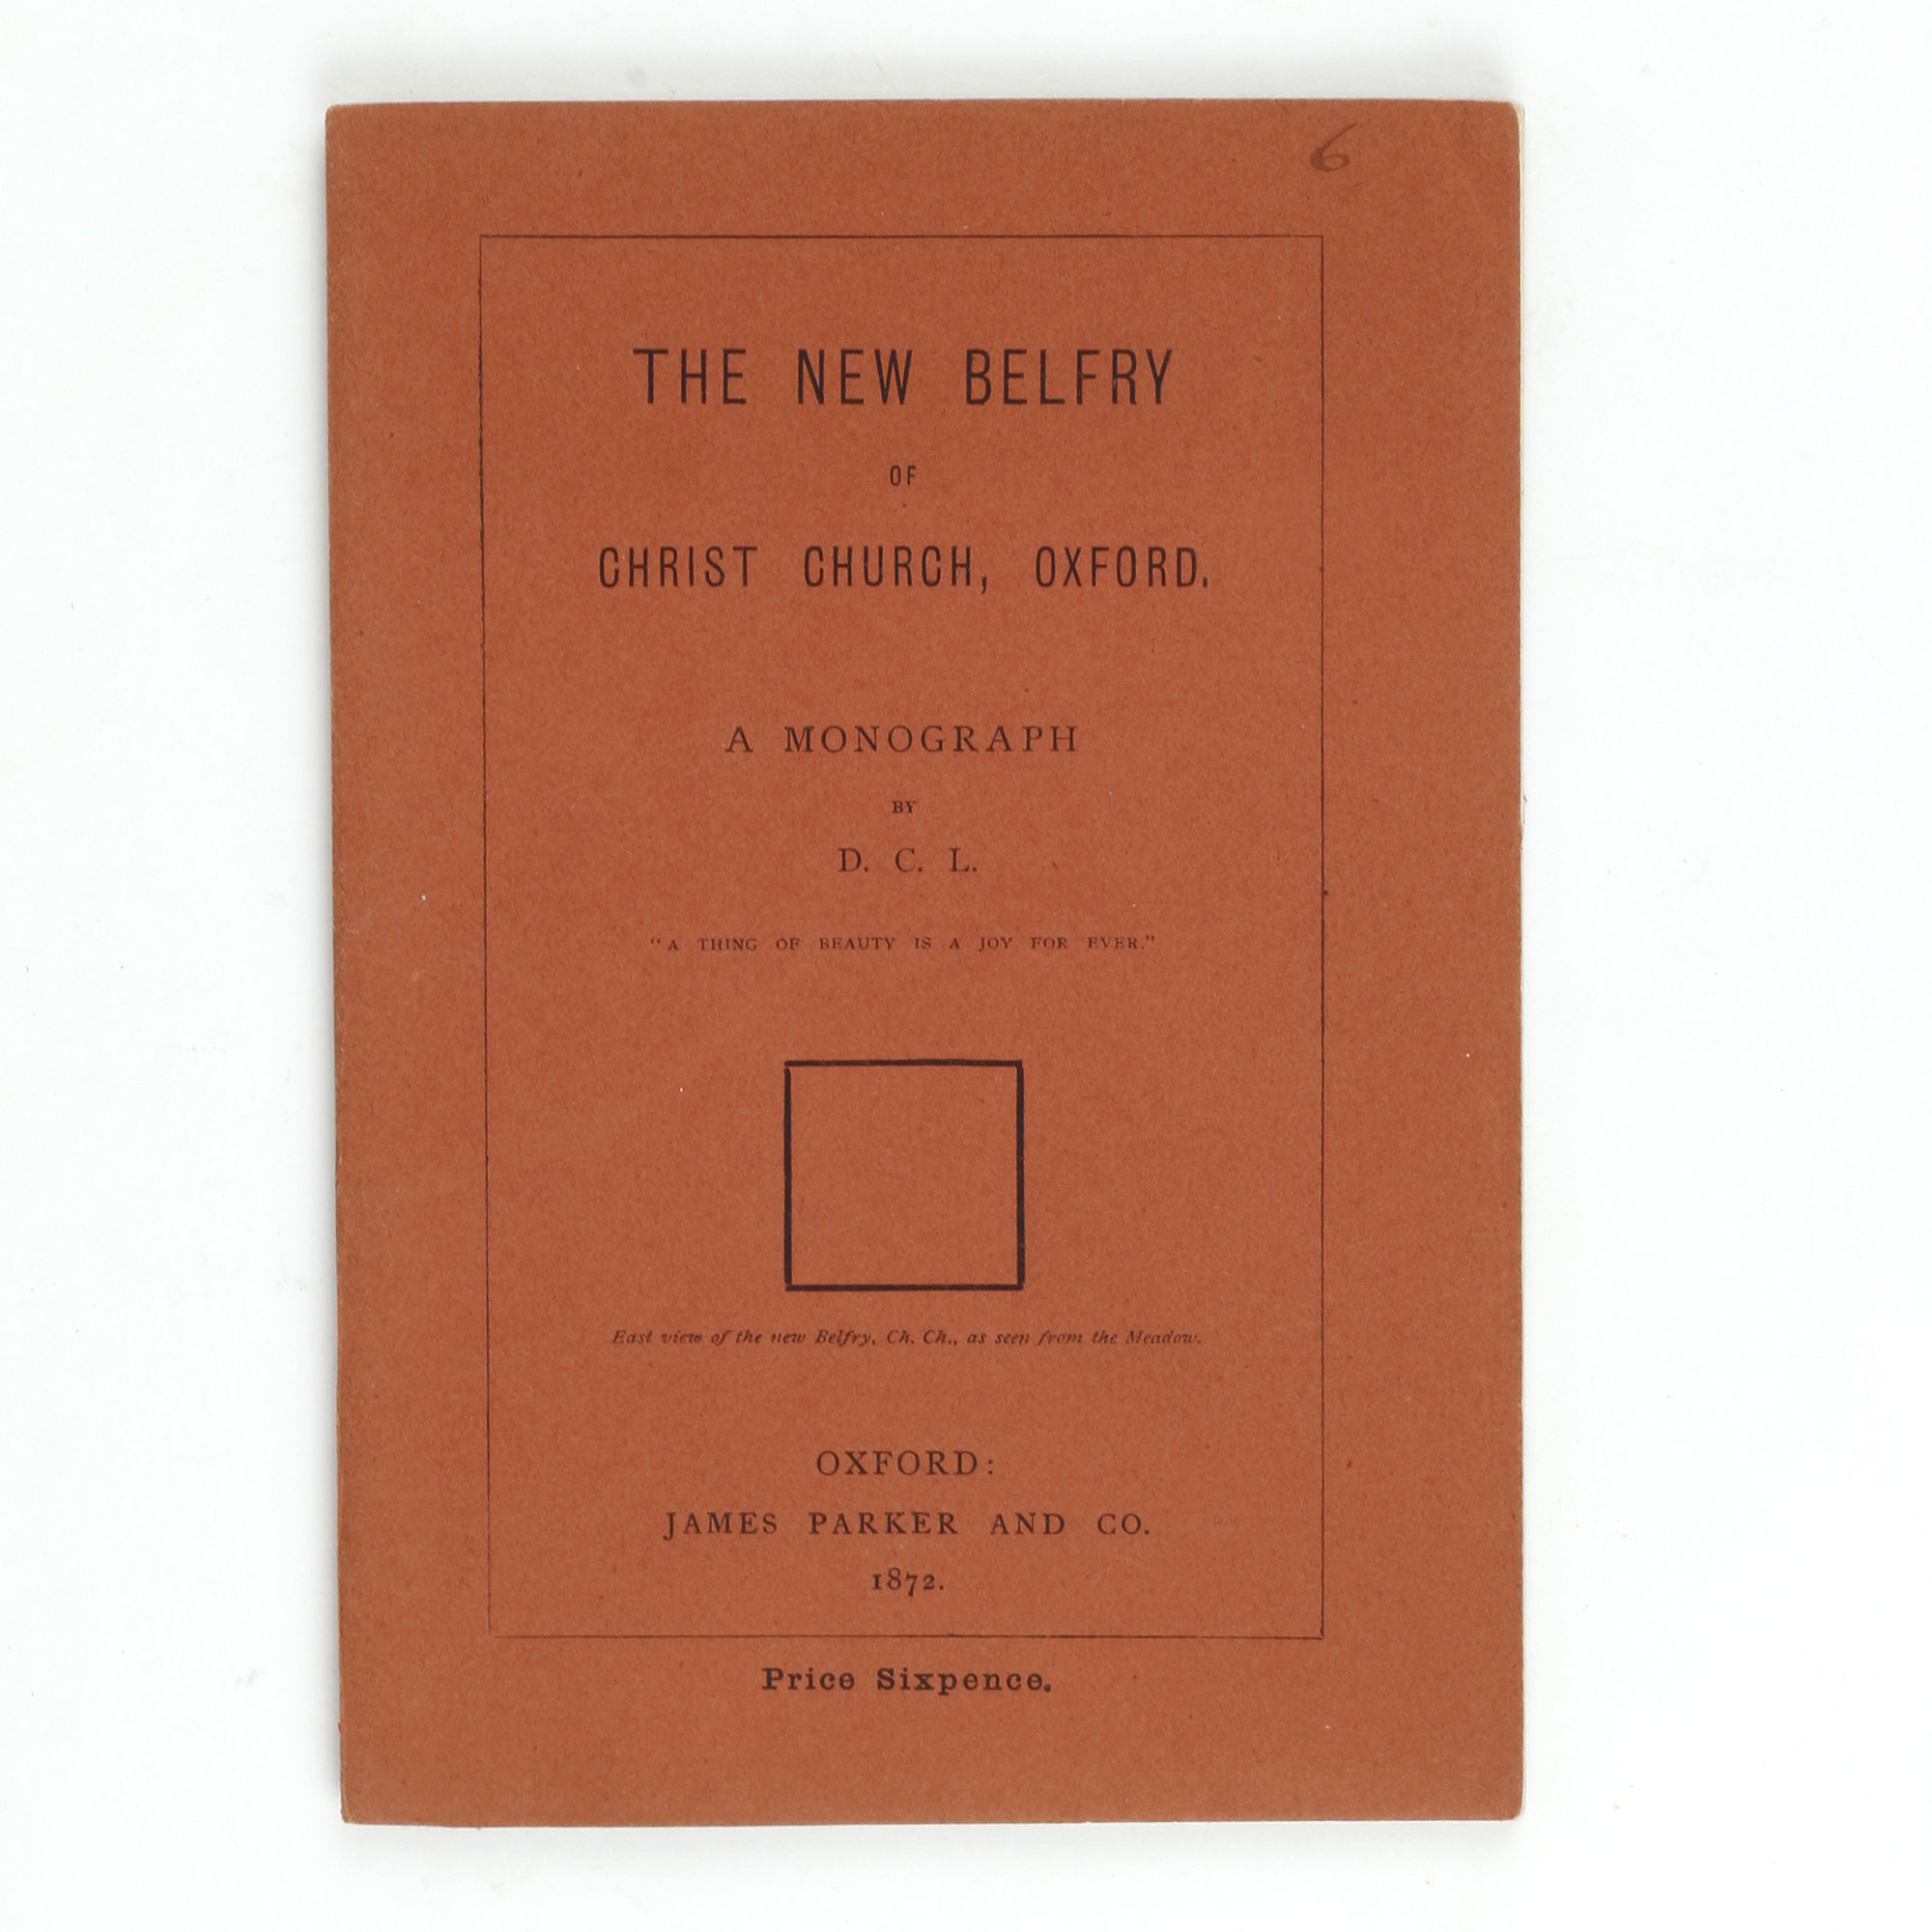 6
THE NEW BELFRY
OF
CHRIST CHURCH, OXFORD.
A MONOGRAPH
BY
D. C. L.
"A THING OF BEAUTY IS A JOY FOR EVER."
East view of the new Belfry, Ch. Ch., as seen from the Meadow.
OXFORD:
JAMES PARKER AND CO.
1872.
Price Sixpence.